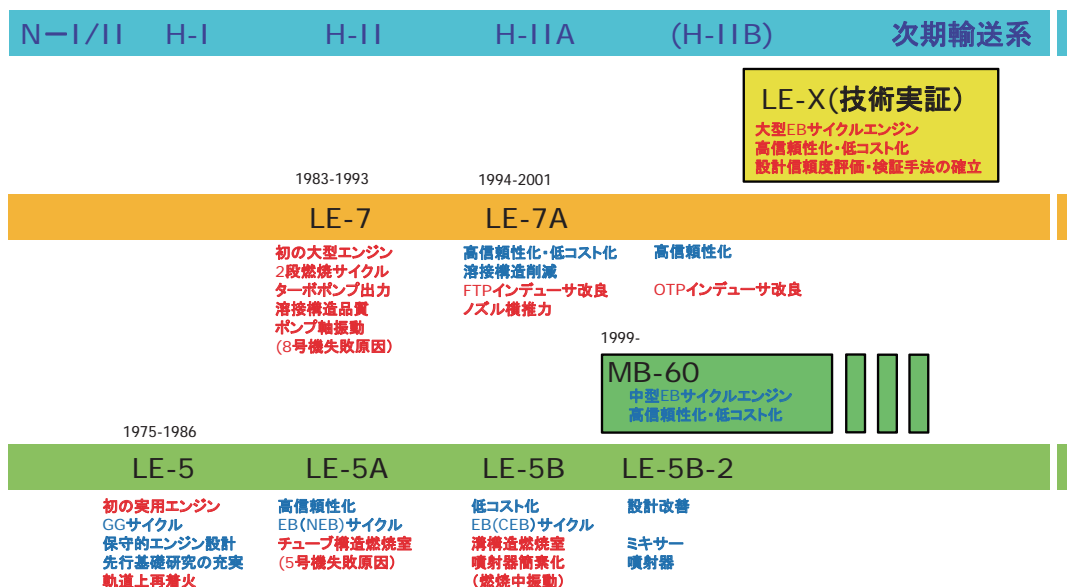 N−I/II H-I H-II H-IIA (H-IIB) 次期輸送系
LE-X(技術実証)
大型EBサイクルエンジン
高信頼性化・低コスト化
設計信頼度評価・検証手法の確立
1983-1993 1994-2001
LE-7 LE-7A
初の大型エンジン
2段燃焼サイクル
ターボポンプ出力
溶接構造品質
ポンプ軸振動
(8号機失敗原因)
高信頼性化・低コスト化
溶接構造削減
FTPインデューサ改良
ノズル横推力
高信頼性化
OTPインデューサ改良
1999-
MB-60
中型EBサイクルエンジン
高信頼性化・低コスト化
1975-1986
LE-5 LE-5A LE-5B LE-5B-2
初の実用エンジン
GGサイクル
保守的エンジン設計
先行基礎研究の充実
軌道上再着火
高信頼性化
EB(NEB)サイクル
チューブ構造燃焼室
(5号機失敗原因)
低コスト化
EB(CEB)サイクル
溝構造燃焼室
噴射器簡素化
(燃焼中振動)
設計改善
ミキサー
噴射器